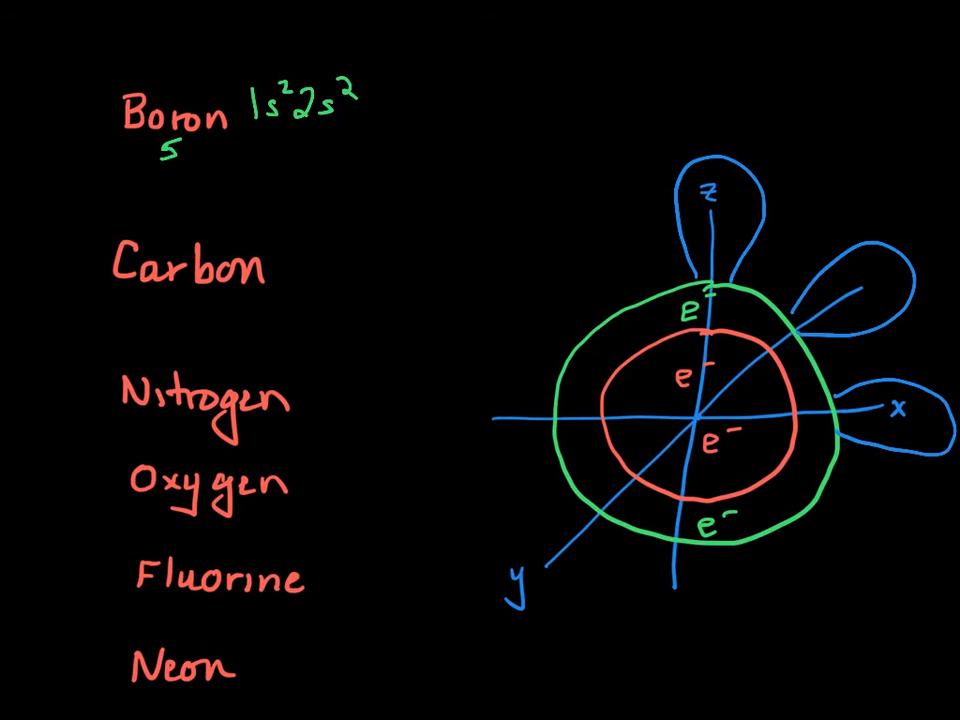 Boron 1s²2s²
5
Carbon
Nitrogen
Oxygen
Fluorine
Neon
z
e⁻
e⁻
x
e⁻
e⁻
y